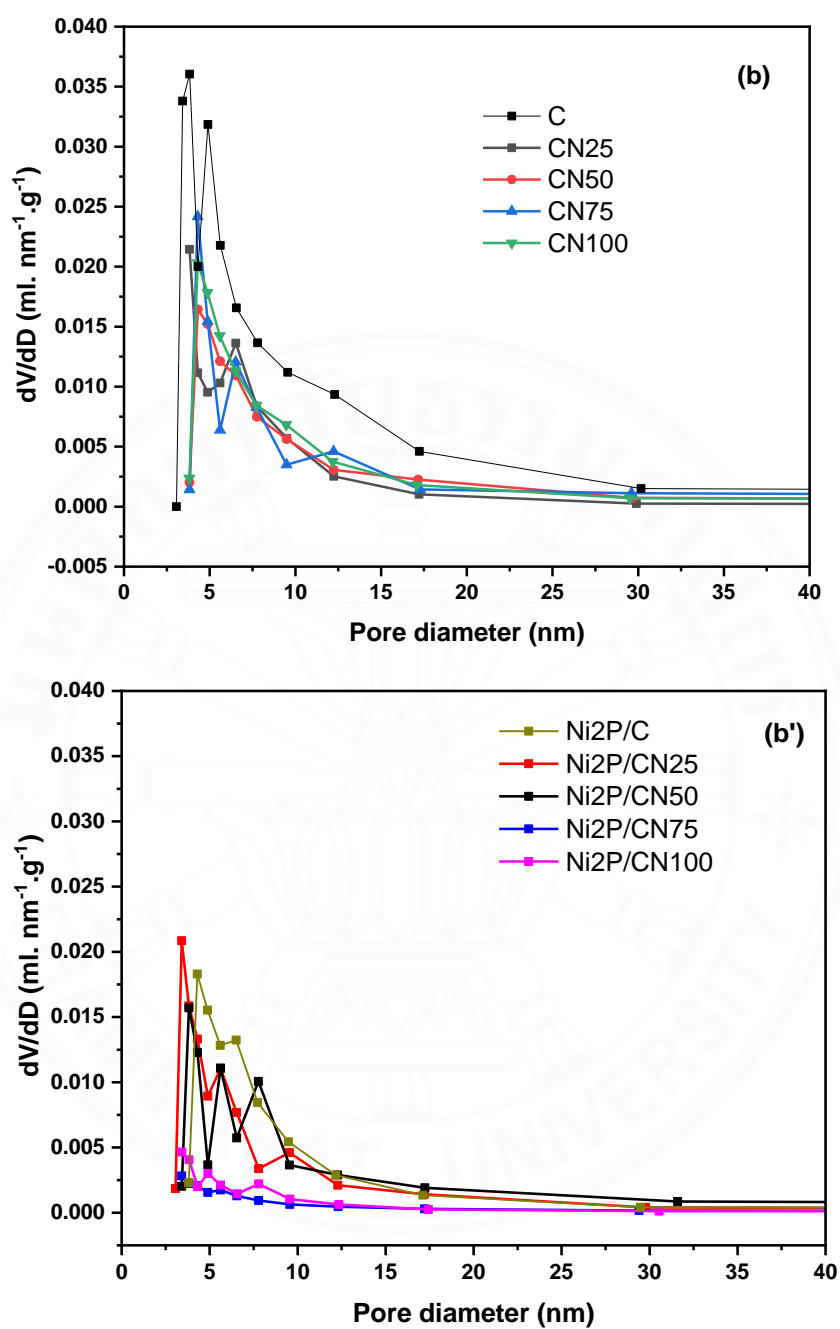 0.040
(b)
0.035
C
0.030
CN25
CN50
0.025
CN75
CN100
0.020
0.015
0.010
0.005
0.000
-0.005
dV/dD (ml. nm⁻¹.g⁻¹)
0 5 10 15 20 25 30 35 40
Pore diameter (nm)
0.040
Ni2P/C
(b')
0.035
Ni2P/CN25
Ni2P/CN50
0.030
Ni2P/CN75
Ni2P/CN100
0.025
0.020
0.015
0.010
0.005
0.000
dV/dD (ml. nm⁻¹.g⁻¹)
0 5 10 15 20 25 30 35 40
Pore diameter (nm)
UNIVERSITY